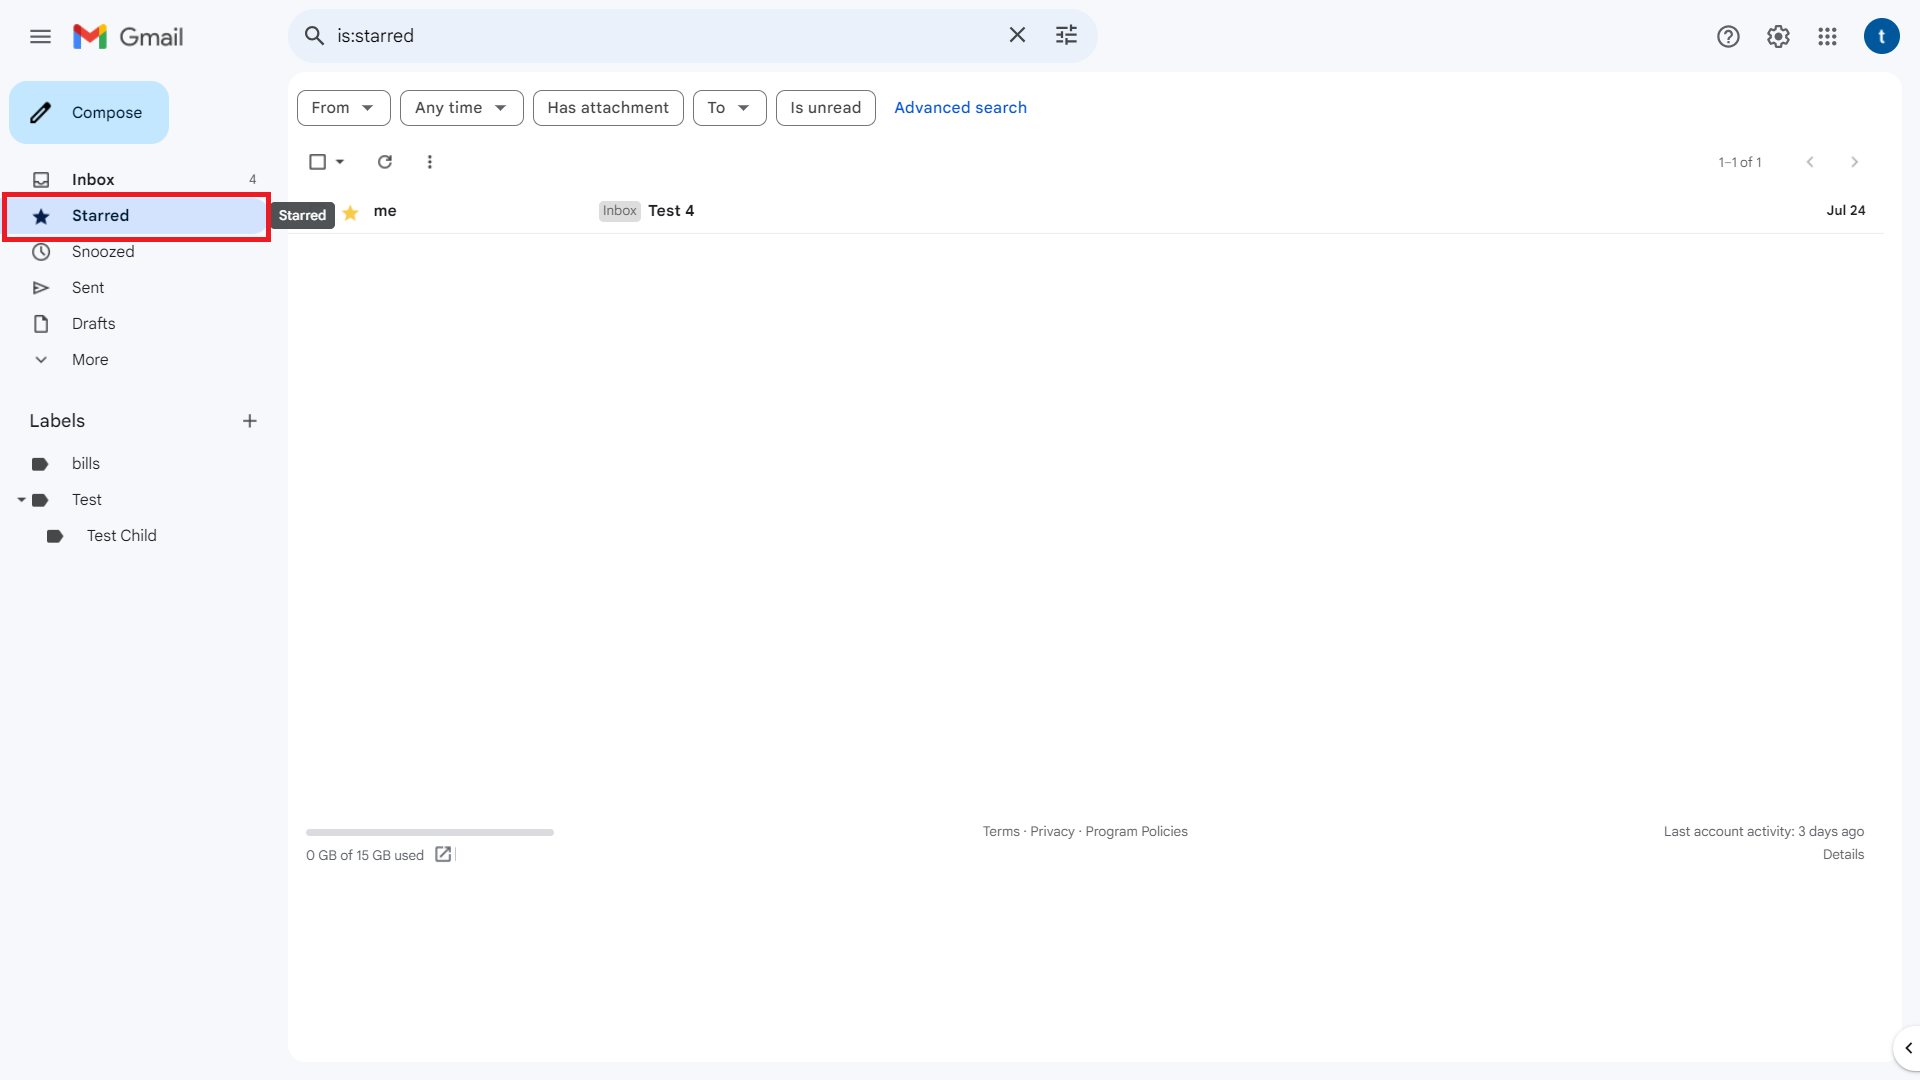 Gmail
is:starred
t
Compose
From
Any time
Has attachment
To
Is unread
Advanced search
1–1 of 1
Inbox 4
Starred
Starred
me Inbox Test 4 Jul 24
Snoozed
Sent
Drafts
More
Labels
bills
Test
Test Child
0 GB of 15 GB used
Terms · Privacy · Program Policies
Last account activity: 3 days ago
Details